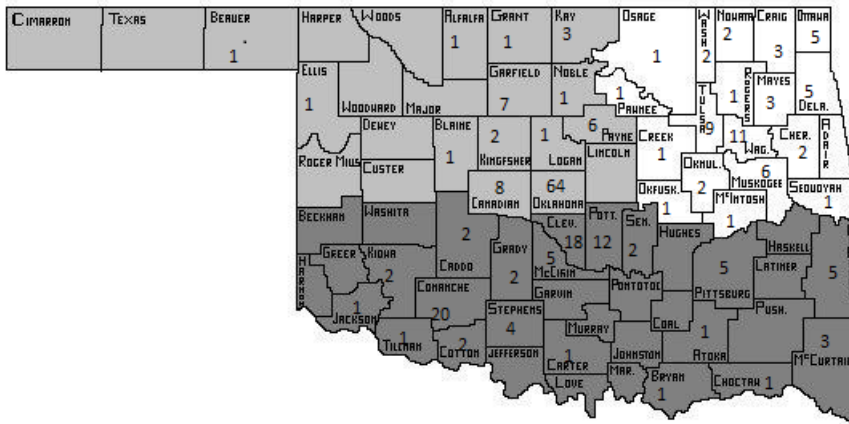 CIMARRON
TEXAS
BEAUER
1
HARPER
WOODS
ALFALFA
1
GRANT
1
KAY
3
OSAGE
1
WASH
2
NOWATA
2
CRAIG
3
OTTAWA
5
ELLIS
1
WOODWARD
MAJOR
GARFIELD
7
NOBLE
1
PAWNEE
1
TULSA
9
ROGERS
1
MAYES
3
DELA.
5
ROGER MILLS
DEWEY
BLAINE
1
KINGFSHER
2
LOGAN
1
PAYNE
6
CREEK
1
WAG.
11
CHER.
2
ADAIR
CUSTER
CANADIAN
8
OKLAHOMA
64
LINCOLN
OKFUSK.
1
OKMUL.
2
MUSKOGEE
6
MCINTOSH
1
SEQUOYAH
1
BECKHAM
WASHITA
CADDO
2
GRADY
2
CLEV.
18
POTT.
12
SEM.
2
HUGHES
HASKELL
HARMON
GREER
KIOWA
2
MCCLAIN
5
PITTSBURG
5
LATIMER
5
JACKSON
1
COMANCHE
20
STEPHENS
4
GARVIN
PONTOTOC
COAL
ATOKA
1
PUSH.
TILLMAN
1
COTTON
2
JEFFERSON
MURRAY
CARTER
1
JOHNSTON
MCCURTAIN
3
LOVE
MAR.
BRYAN
1
CHOCTAW 1